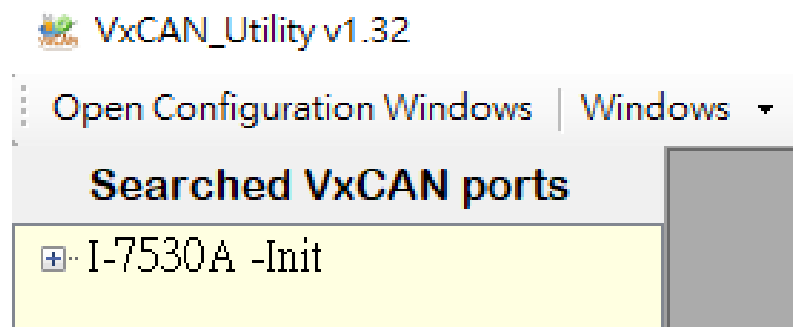 VxCAN_Utility v1.32
Open Configuration Windows Windows
Searched VxCAN ports
I-7530A -Init